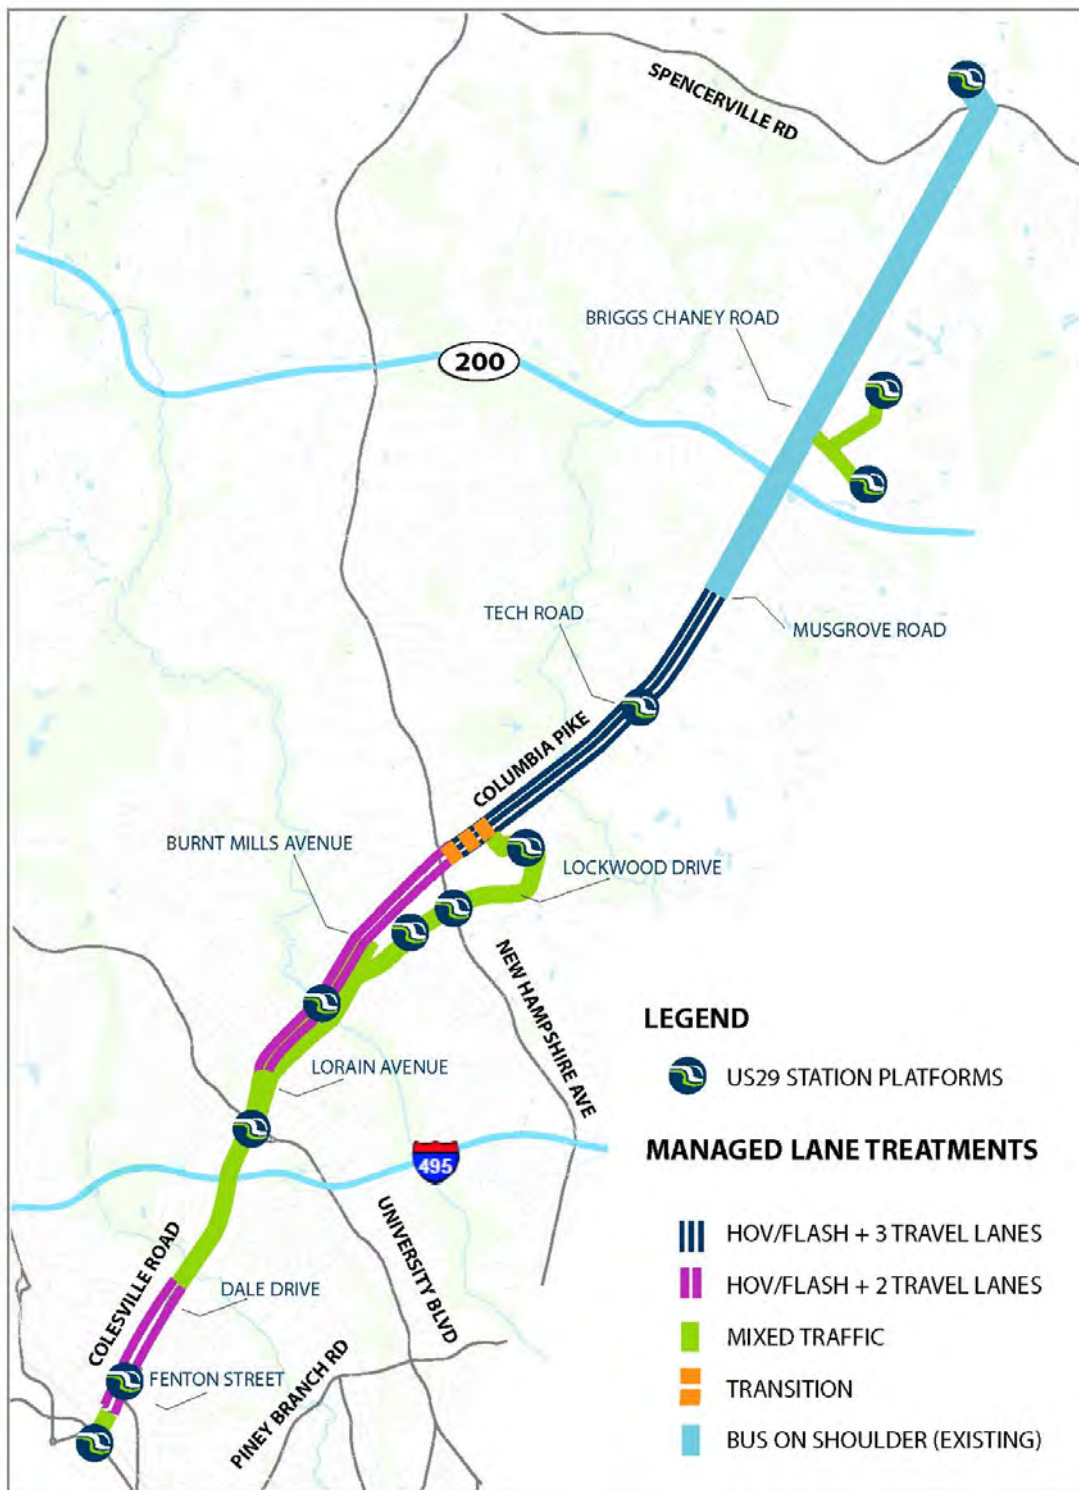 SPENCERVILLE RD
BRIGGS CHANEY ROAD
200
TECH ROAD
MUSGROVE ROAD
COLUMBIA PIKE
BURNT MILLS AVENUE
LOCKWOOD DRIVE
NEW HAMPSHIRE AVE
LORAIN AVENUE
495
UNIVERSITY BLVD
COLESVILLE ROAD
DALE DRIVE
FENTON STREET
PINEY BRANCH RD
LEGEND
US29 STATION PLATFORMS
MANAGED LANE TREATMENTS
HOV/FLASH + 3 TRAVEL LANES
HOV/FLASH + 2 TRAVEL LANES
MIXED TRAFFIC
TRANSITION
BUS ON SHOULDER (EXISTING)